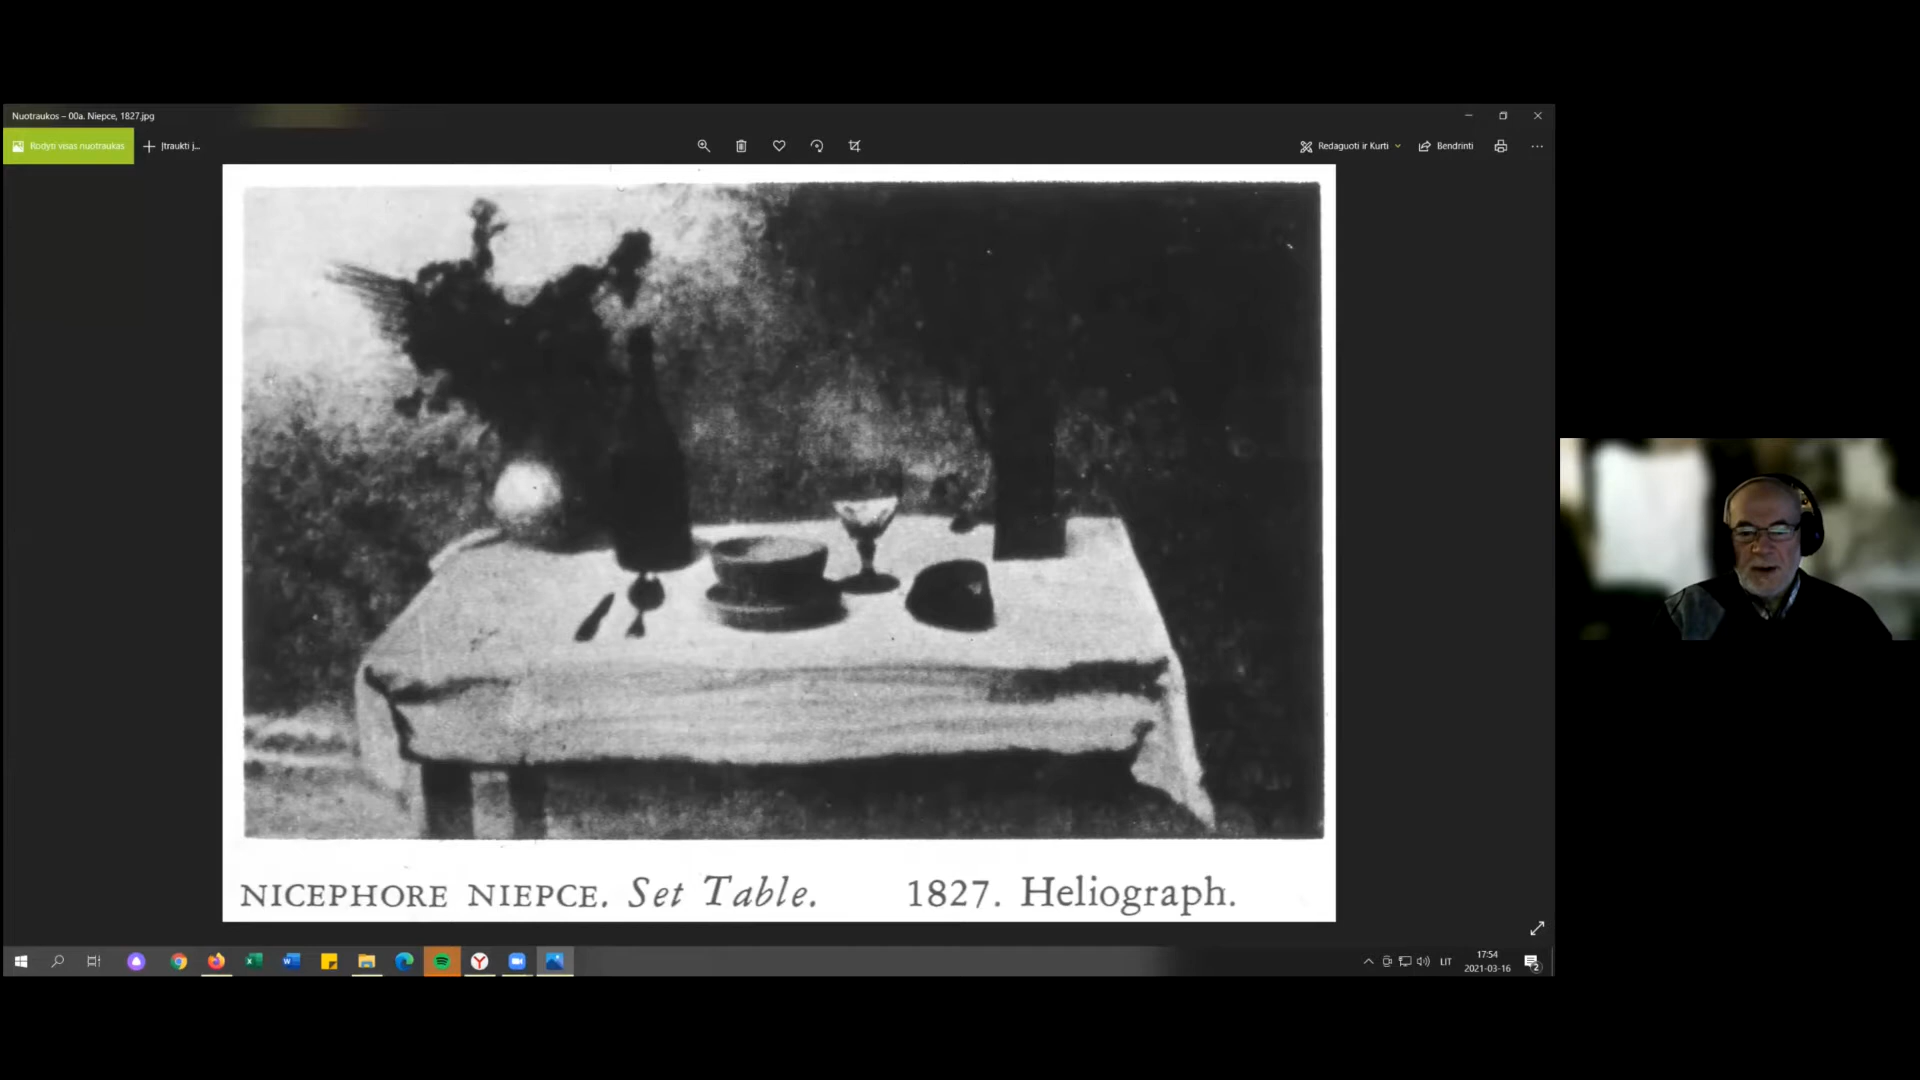 Nuotraukos – 00a. Niepce, 1827.jpg
Rodyti visas nuotraukas
Įtraukti į...
Redaguoti ir Kurti
Bendrinti
NICEPHORE NIEPCE. Set Table. 1827. Heliograph.
LIT
17:54
2021-03-16
2